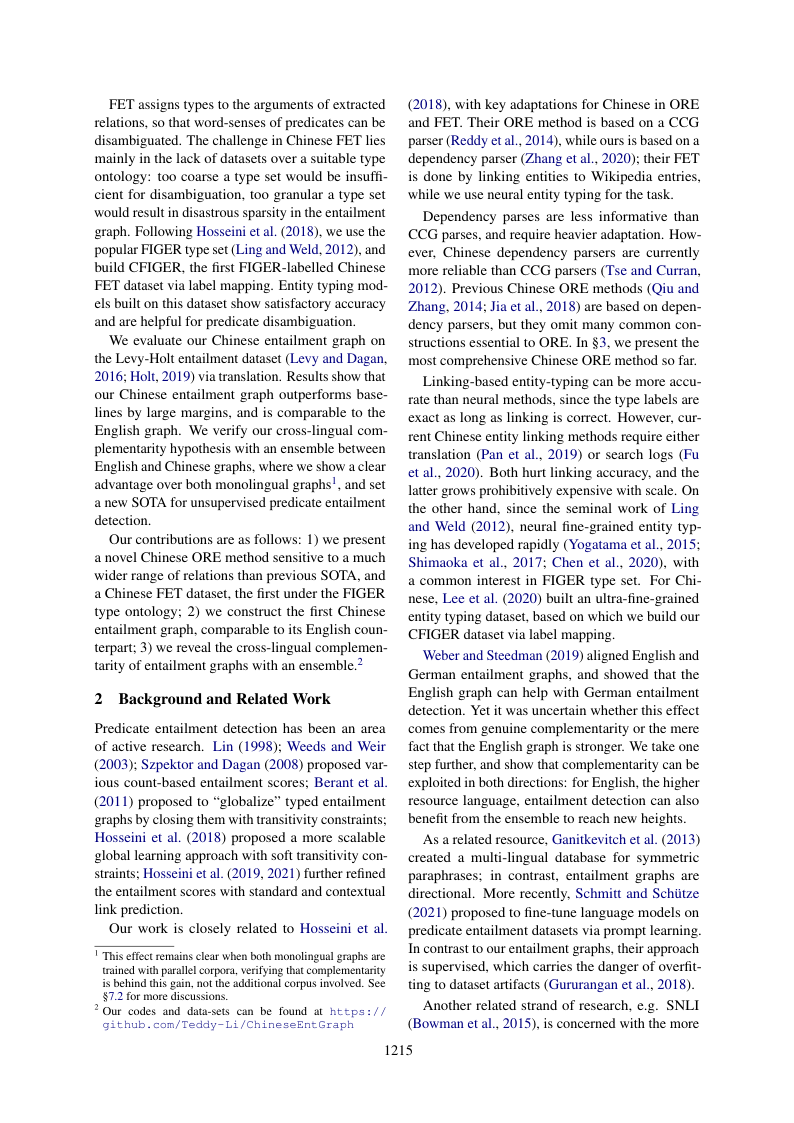 FET assigns types to the arguments of extracted
relations, so that word-senses of predicates can be
disambiguated. The challenge in Chinese FET lies
mainly in the lack of datasets over a suitable type
ontology: too coarse a type set would be insuffi-
cient for disambiguation, too granular a type set
would result in disastrous sparsity in the entailment
graph. Following Hosseini et al. (2018), we use the
popular FIGER type set (Ling and Weld, 2012), and
build CFIGER, the first FIGER-labelled Chinese
FET dataset via label mapping. Entity typing mod-
els built on this dataset show satisfactory accuracy
and are helpful for predicate disambiguation.
We evaluate our Chinese entailment graph on
the Levy-Holt entailment dataset (Levy and Dagan,
2016; Holt, 2019) via translation. Results show that
our Chinese entailment graph outperforms base-
lines by large margins, and is comparable to the
English graph. We verify our cross-lingual com-
plementarity hypothesis with an ensemble between
English and Chinese graphs, where we show a clear
advantage over both monolingual graphs1, and set
a new SOTA for unsupervised predicate entailment
detection.
Our contributions are as follows: 1) we present
a novel Chinese ORE method sensitive to a much
wider range of relations than previous SOTA, and
a Chinese FET dataset, the first under the FIGER
type ontology; 2) we construct the first Chinese
entailment graph, comparable to its English coun-
terpart; 3) we reveal the cross-lingual complemen-
tarity of entailment graphs with an ensemble.2
2 Background and Related Work
Predicate entailment detection has been an area
of active research. Lin (1998); Weeds and Weir
(2003); Szpektor and Dagan (2008) proposed var-
ious count-based entailment scores; Berant et al.
(2011) proposed to “globalize” typed entailment
graphs by closing them with transitivity constraints;
Hosseini et al. (2018) proposed a more scalable
global learning approach with soft transitivity con-
straints; Hosseini et al. (2019, 2021) further refined
the entailment scores with standard and contextual
link prediction.
Our work is closely related to Hosseini et al.
1 This effect remains clear when both monolingual graphs are
trained with parallel corpora, verifying that complementarity
is behind this gain, not the additional corpus involved. See
§7.2 for more discussions.
2 Our codes and data-sets can be found at https://
github.com/Teddy-Li/ChineseEntGraph
(2018), with key adaptations for Chinese in ORE
and FET. Their ORE method is based on a CCG
parser (Reddy et al., 2014), while ours is based on a
dependency parser (Zhang et al., 2020); their FET
is done by linking entities to Wikipedia entries,
while we use neural entity typing for the task.
Dependency parses are less informative than
CCG parses, and require heavier adaptation. How-
ever, Chinese dependency parsers are currently
more reliable than CCG parsers (Tse and Curran,
2012). Previous Chinese ORE methods (Qiu and
Zhang, 2014; Jia et al., 2018) are based on depen-
dency parsers, but they omit many common con-
structions essential to ORE. In §3, we present the
most comprehensive Chinese ORE method so far.
Linking-based entity-typing can be more accu-
rate than neural methods, since the type labels are
exact as long as linking is correct. However, cur-
rent Chinese entity linking methods require either
translation (Pan et al., 2019) or search logs (Fu
et al., 2020). Both hurt linking accuracy, and the
latter grows prohibitively expensive with scale. On
the other hand, since the seminal work of Ling
and Weld (2012), neural fine-grained entity typ-
ing has developed rapidly (Yogatama et al., 2015;
Shimaoka et al., 2017; Chen et al., 2020), with
a common interest in FIGER type set. For Chi-
nese, Lee et al. (2020) built an ultra-fine-grained
entity typing dataset, based on which we build our
CFIGER dataset via label mapping.
Weber and Steedman (2019) aligned English and
German entailment graphs, and showed that the
English graph can help with German entailment
detection. Yet it was uncertain whether this effect
comes from genuine complementarity or the mere
fact that the English graph is stronger. We take one
step further, and show that complementarity can be
exploited in both directions: for English, the higher
resource language, entailment detection can also
benefit from the ensemble to reach new heights.
As a related resource, Ganitkevitch et al. (2013)
created a multi-lingual database for symmetric
paraphrases; in contrast, entailment graphs are
directional. More recently, Schmitt and Schütze
(2021) proposed to fine-tune language models on
predicate entailment datasets via prompt learning.
In contrast to our entailment graphs, their approach
is supervised, which carries the danger of overfit-
ting to dataset artifacts (Gururangan et al., 2018).
Another related strand of research, e.g. SNLI
(Bowman et al., 2015), is concerned with the more
1215